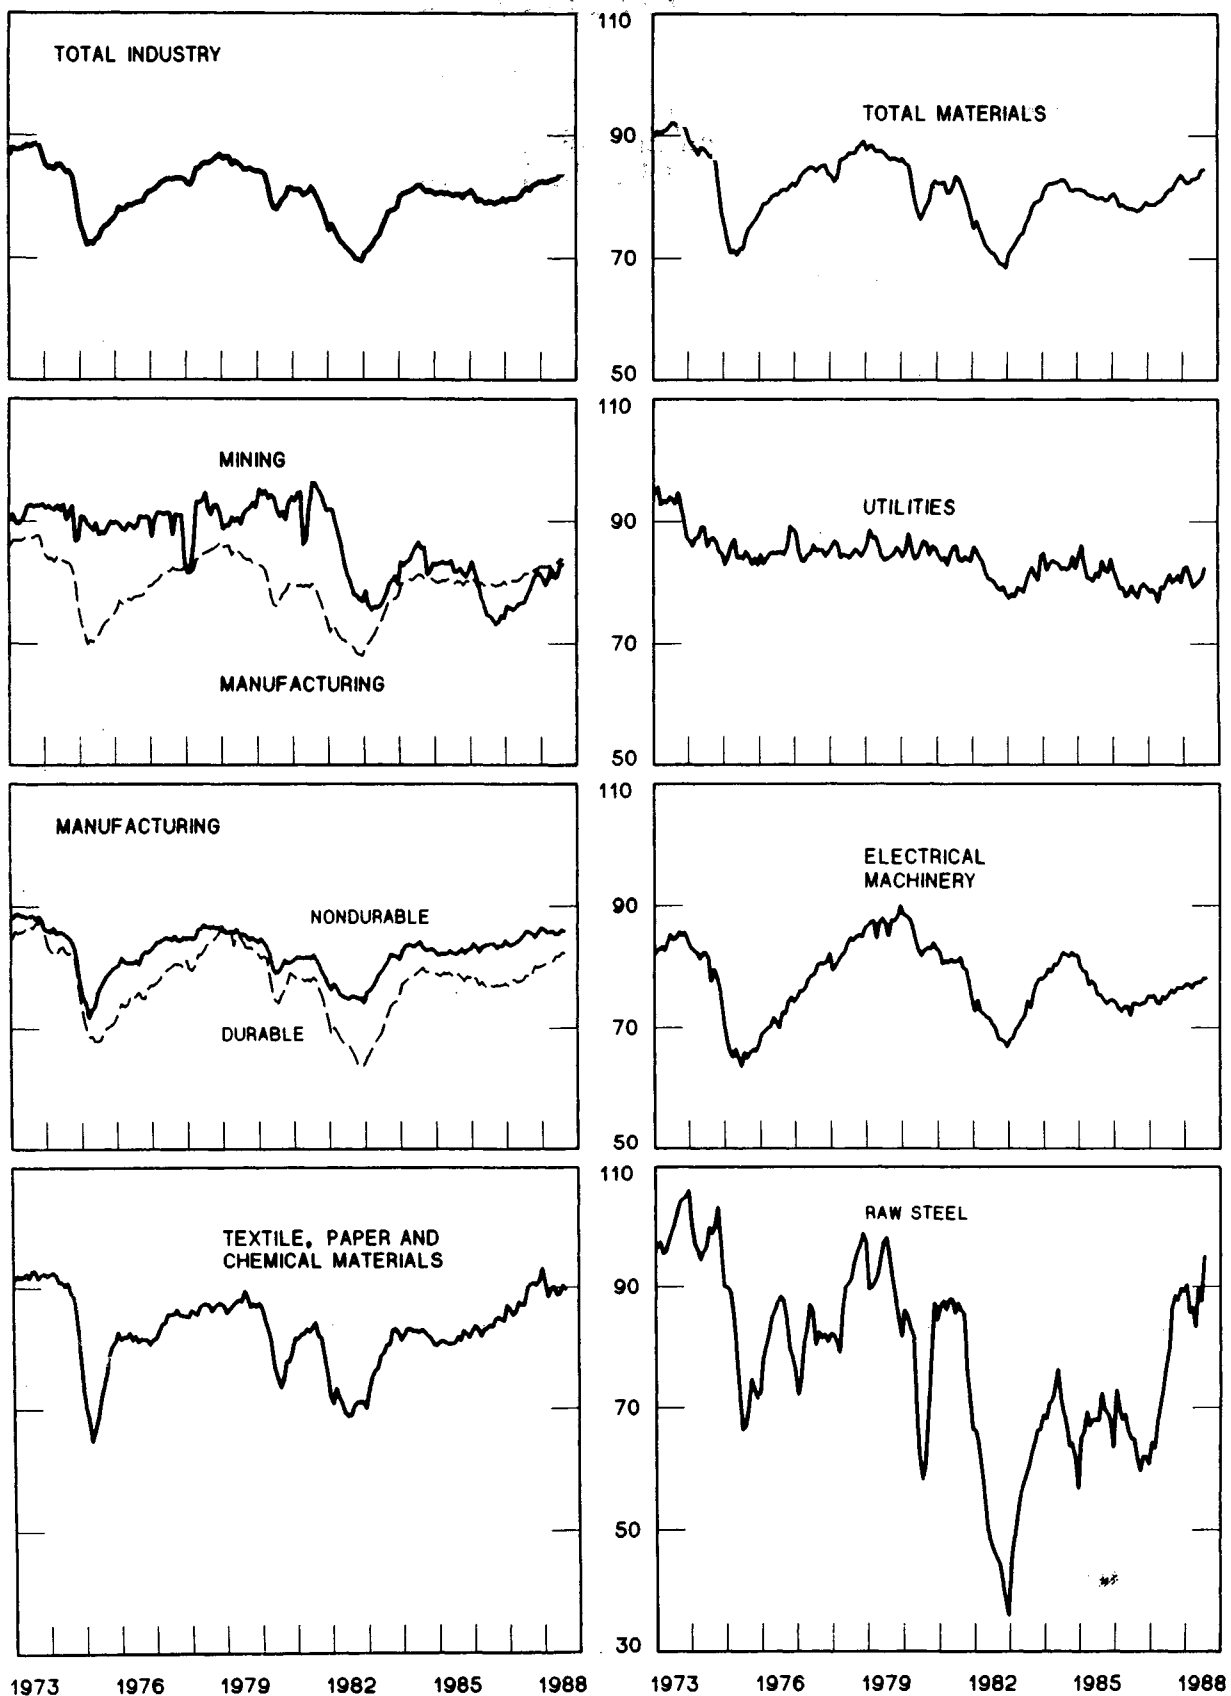 TOTAL INDUSTRY
110
TOTAL MATERIALS
90
70
50
MINING
MANUFACTURING
110
UTILITIES
90
70
50
MANUFACTURING
NONDURABLE
DURABLE
110
ELECTRICAL
MACHINERY
90
70
50
TEXTILE, PAPER AND
CHEMICAL MATERIALS
110
RAW STEEL
90
70
50
30
1973 1976 1979 1982 1985 1988
1973 1976 1979 1982 1985 1988